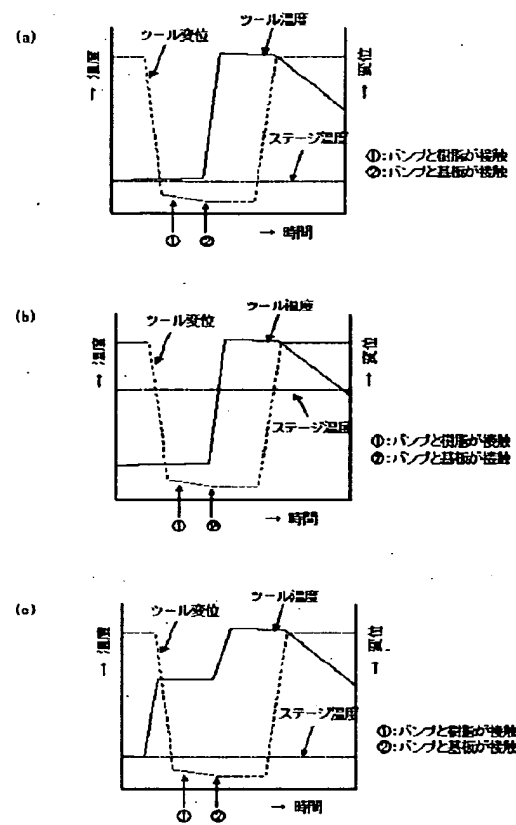 (a)
ツール変位
ツール温度
→ 温度
→ 変位
ステージ温度
①:バンプと樹脂が接触
②:バンプと基板が接触
① ② → 時間
(b)
ツール変位
ツール温度
→ 温度
→ 変位
ステージ温度
①:バンプと樹脂が接触
②:バンプと基板が接触
① ② → 時間
(c)
ツール変位
ツール温度
→ 温度
→ 変位
ステージ温度
①:バンプと樹脂が接触
②:バンプと基板が接触
① ② → 時間